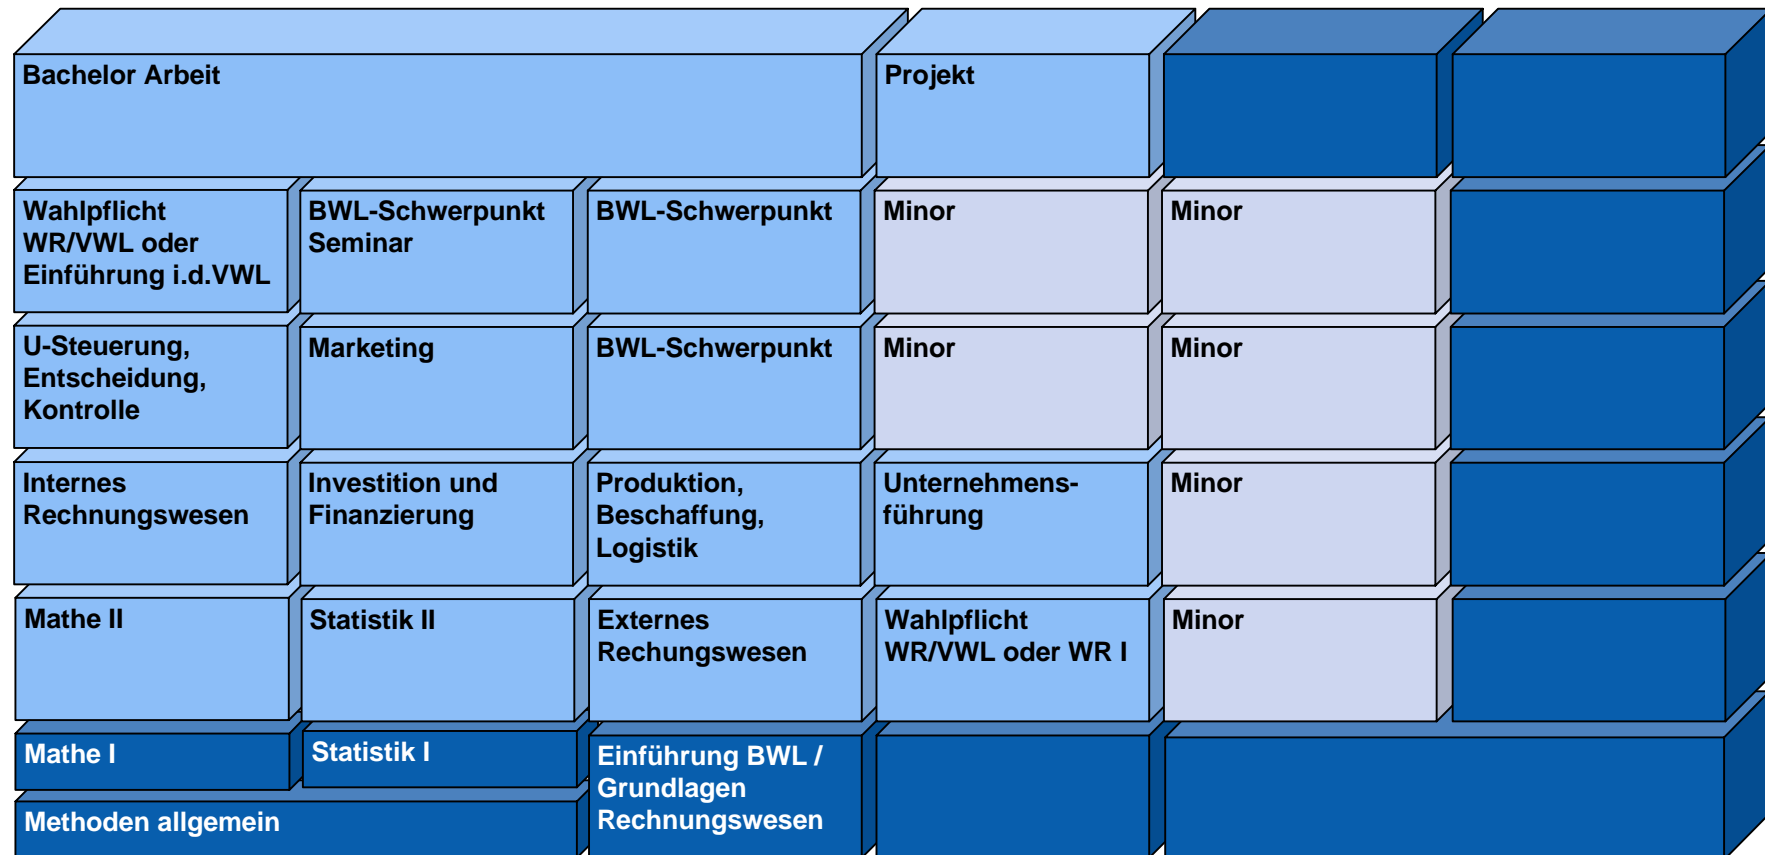 Bachelor Arbeit
Projekt
Wahlpflicht
WR/VWL oder
Einführung i.d.VWL
BWL-Schwerpunkt
Seminar
BWL-Schwerpunkt
Minor
Minor
U-Steuerung,
Entscheidung,
Kontrolle
Marketing
BWL-Schwerpunkt
Minor
Minor
Internes
Rechnungswesen
Investition und
Finanzierung
Produktion,
Beschaffung,
Logistik
Unternehmens-
führung
Minor
Mathe II
Statistik II
Externes
Rechungswesen
Wahlpflicht
WR/VWL oder WR I
Minor
Mathe I
Statistik I
Einführung BWL /
Grundlagen
Rechnungswesen
Methoden allgemein